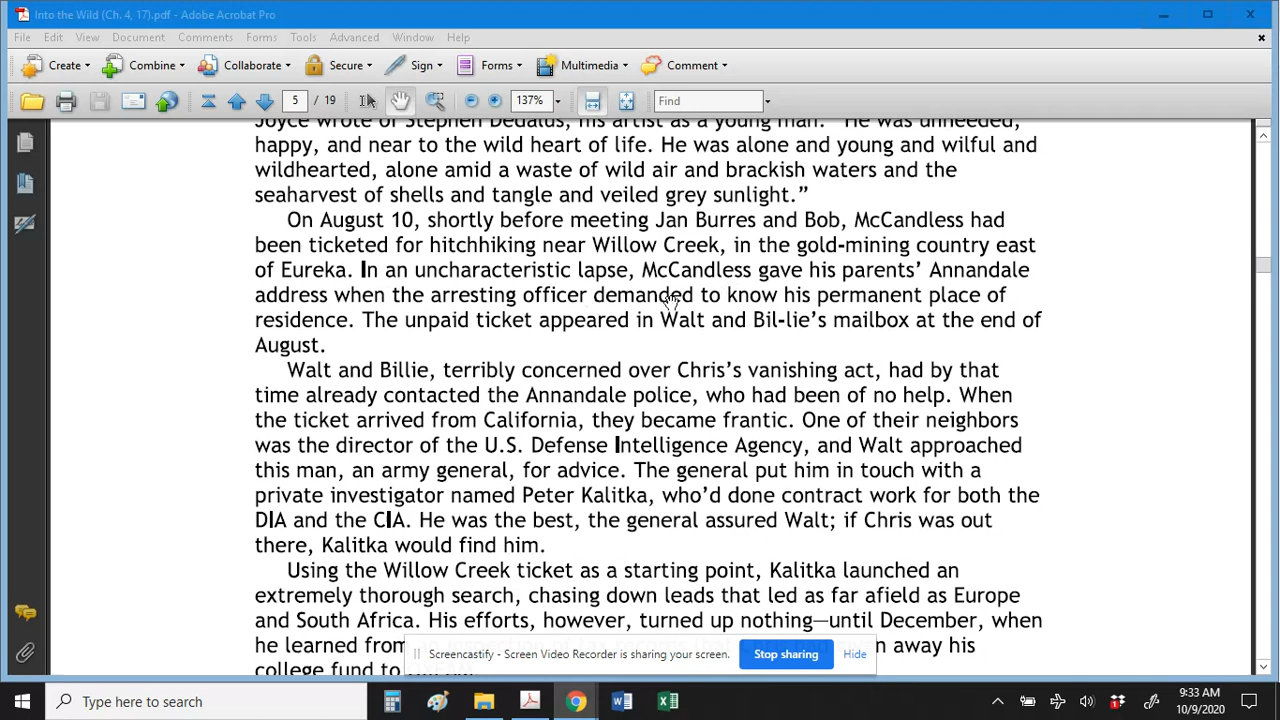 Into the Wild (Ch. 4, 17).pdf - Adobe Acrobat Pro
File Edit View Document Comments Forms Tools Advanced Window Help
Create Combine Collaborate Secure Sign Forms Multimedia Comment
5 / 19 137% Find
Joyce wrote of Stephen Dedalus, his artist as a young man. "He was unheeded,
happy, and near to the wild heart of life. He was alone and young and wilful and
wildhearted, alone amid a waste of wild air and brackish waters and the
seaharvest of shells and tangle and veiled grey sunlight.”
On August 10, shortly before meeting Jan Burres and Bob, McCandless had
been ticketed for hitchhiking near Willow Creek, in the gold-mining country east
of Eureka. In an uncharacteristic lapse, McCandless gave his parents’ Annandale
address when the arresting officer demanded to know his permanent place of
residence. The unpaid ticket appeared in Walt and Bil-lie’s mailbox at the end of
August.
Walt and Billie, terribly concerned over Chris’s vanishing act, had by that
time already contacted the Annandale police, who had been of no help. When
the ticket arrived from California, they became frantic. One of their neighbors
was the director of the U.S. Defense Intelligence Agency, and Walt approached
this man, an army general, for advice. The general put him in touch with a
private investigator named Peter Kalitka, who’d done contract work for both the
DIA and the CIA. He was the best, the general assured Walt; if Chris was out
there, Kalitka would find him.
Using the Willow Creek ticket as a starting point, Kalitka launched an
extremely thorough search, chasing down leads that led as far afield as Europe
and South Africa. His efforts, however, turned up nothing—until December, when
he learned from away his
college fund to
Screencastify - Screen Video Recorder is sharing your screen. Stop sharing Hide
Type here to search
9:33 AM
10/9/2020